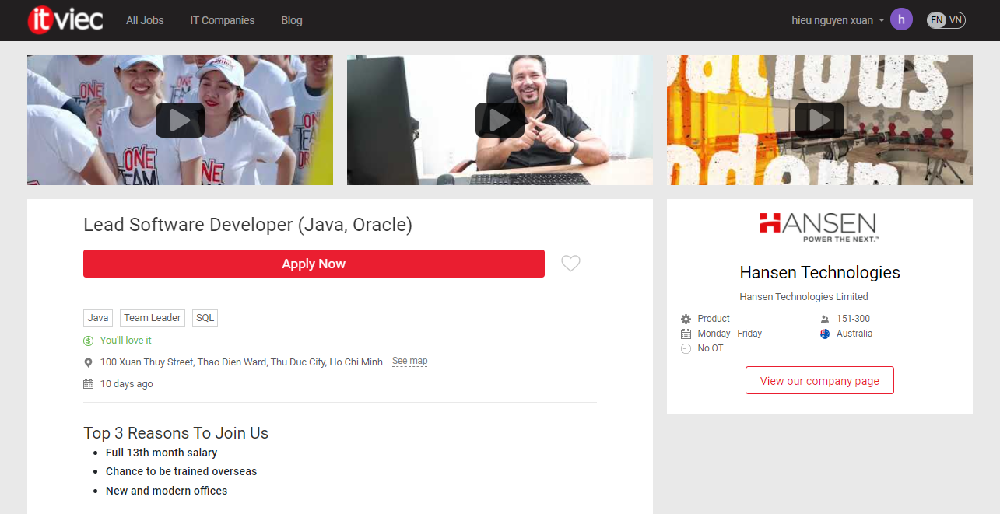 itviec
All Jobs
IT Companies
Blog
hieu nguyen xuan
h
EN VN
ONE
TEAM
ONE
TEAM
ONE
Lead Software Developer (Java, Oracle)
Apply Now
Java
Team Leader
SQL
$ You'll love it
100 Xuan Thuy Street, Thao Dien Ward, Thu Duc City, Ho Chi Minh
See map
10 days ago
Top 3 Reasons To Join Us
• Full 13th month salary
• Chance to be trained overseas
• New and modern offices
HANSEN
POWER THE NEXT.™
Hansen Technologies
Hansen Technologies Limited
Product
151-300
Monday - Friday
Australia
No OT
View our company page